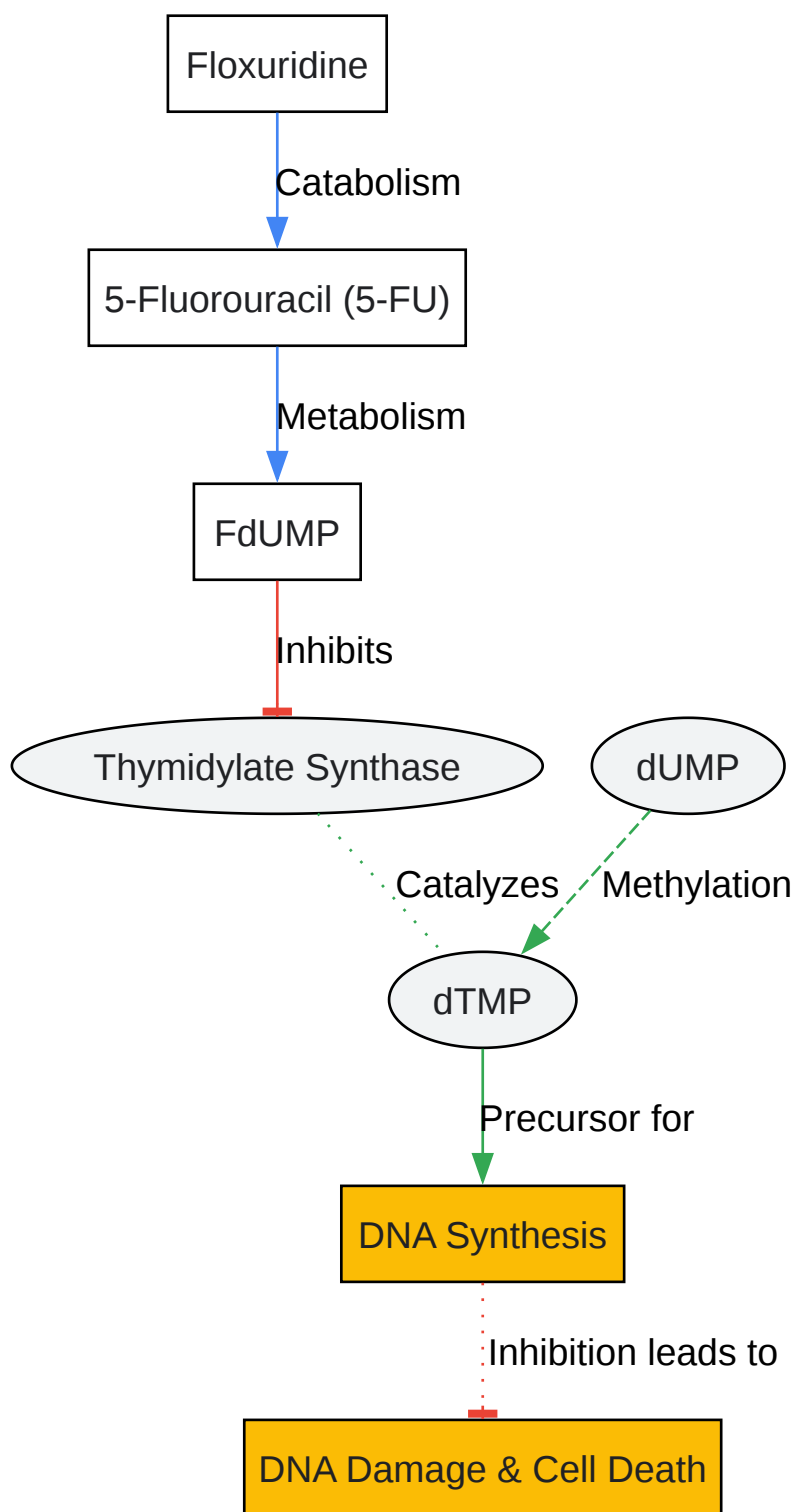 Floxuridine
Catabolism
5-Fluorouracil (5-FU)
Metabolism
FdUMP
Inhibits
Thymidylate Synthase
dUMP
Catalyzes
Methylation
dTMP
Precursor for
DNA Synthesis
Inhibition leads to
DNA Damage & Cell Death